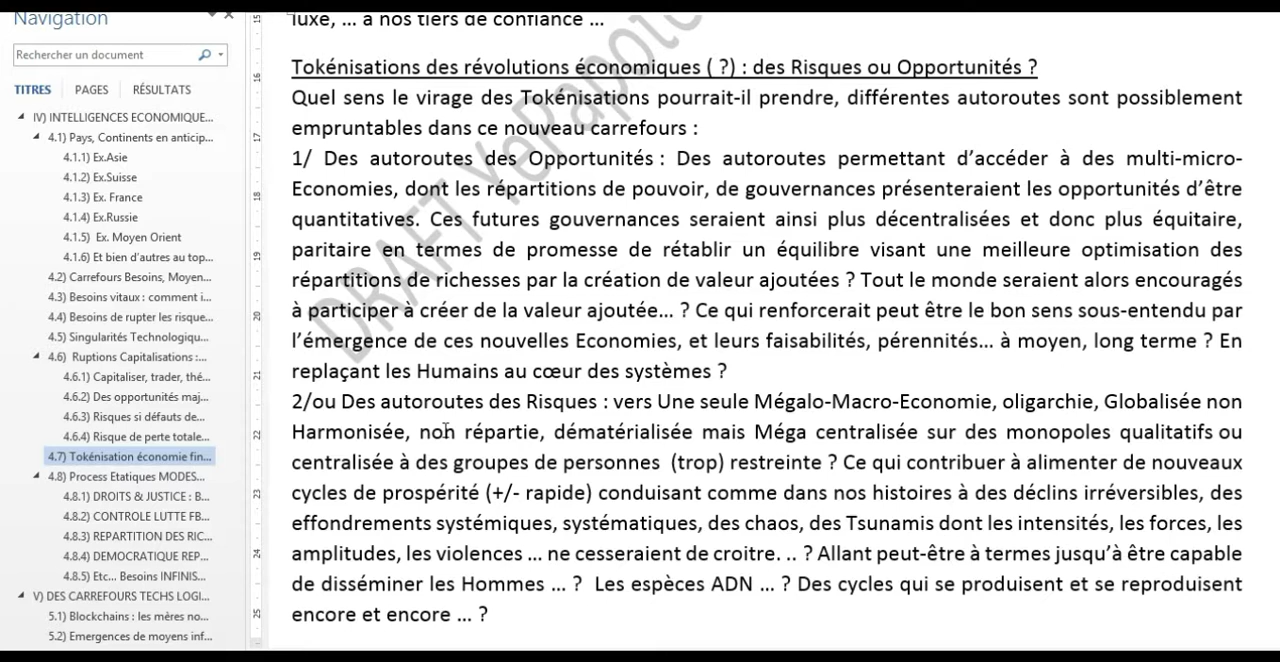 Navigation
Rechercher un document
TITRES PAGES RÉSULTATS
IV) INTELLIGENCES ECONOMIQUE...
4.1) Pays, Continents en anticip...
4.1.1) Ex.Asie
4.1.2) Ex.Suisse
4.1.3) Ex. France
4.1.4) Ex.Russie
4.1.5) Ex. Moyen Orient
4.1.6) Et bien d'autres au top...
4.2) Carrefours Besoins, Moyen...
4.3) Besoins vitaux : comment i...
4.4) Besoins de rupter les risque...
4.5) Singularités Technologiqu...
4.6) Ruptions Capitalisations :...
4.6.1) Capitaliser, trader, thé...
4.6.2) Des opportunités maj...
4.6.3) Risques si défauts de...
4.6.4) Risque de perte totale...
4.7) Tokénisation économie fin...
4.8) Process Etatiques MODES...
4.8.1) DROITS & JUSTICE : B...
4.8.2) CONTROLE LUTTE FB...
4.8.3) REPARTITION DES RIC...
4.8.4) DEMOCRATIQUE REP...
4.8.5) Etc... Besoins INFINIS...
V) DES CARREFOURS TECHS LOGI...
5.1) Blockchains : les mères no...
5.2) Emergences de moyens inf...
15
16
17
18
19
20
21
22
23
24
25
luxe, ... à nos tiers de confiance ...
Tokénisations des révolutions économiques ( ?) : des Risques ou Opportunités ?
Quel sens le virage des Tokénisations pourrait-il prendre, différentes autoroutes sont possiblement
empruntables dans ce nouveau carrefours :
1/ Des autoroutes des Opportunités : Des autoroutes permettant d'accéder à des multi-micro-
Economies, dont les répartitions de pouvoir, de gouvernances présenteraient les opportunités d'être
quantitatives. Ces futures gouvernances seraient ainsi plus décentralisées et donc plus équitaire,
paritaire en termes de promesse de rétablir un équilibre visant une meilleure optimisation des
répartitions de richesses par la création de valeur ajoutées ? Tout le monde seraient alors encouragés
à participer à créer de la valeur ajoutée... ? Ce qui renforcerait peut être le bon sens sous-entendu par
l'émergence de ces nouvelles Economies, et leurs faisabilités, pérennités... à moyen, long terme ? En
replaçant les Humains au cœur des systèmes ?
2/ou Des autoroutes des Risques : vers Une seule Mégalo-Macro-Economie, oligarchie, Globalisée non
Harmonisée, non répartie, dématérialisée mais Méga centralisée sur des monopoles qualitatifs ou
centralisée à des groupes de personnes (trop) restreinte ? Ce qui contribuer à alimenter de nouveaux
cycles de prospérité (+/- rapide) conduisant comme dans nos histoires à des déclins irréversibles, des
effondrements systémiques, systématiques, des chaos, des Tsunamis dont les intensités, les forces, les
amplitudes, les violences ... ne cesseraient de croitre. .. ? Allant peut-être à termes jusqu'à être capable
de disséminer les Hommes ... ? Les espèces ADN ... ? Des cycles qui se produisent et se reproduisent
encore et encore ... ?
DRAFT YePapoto